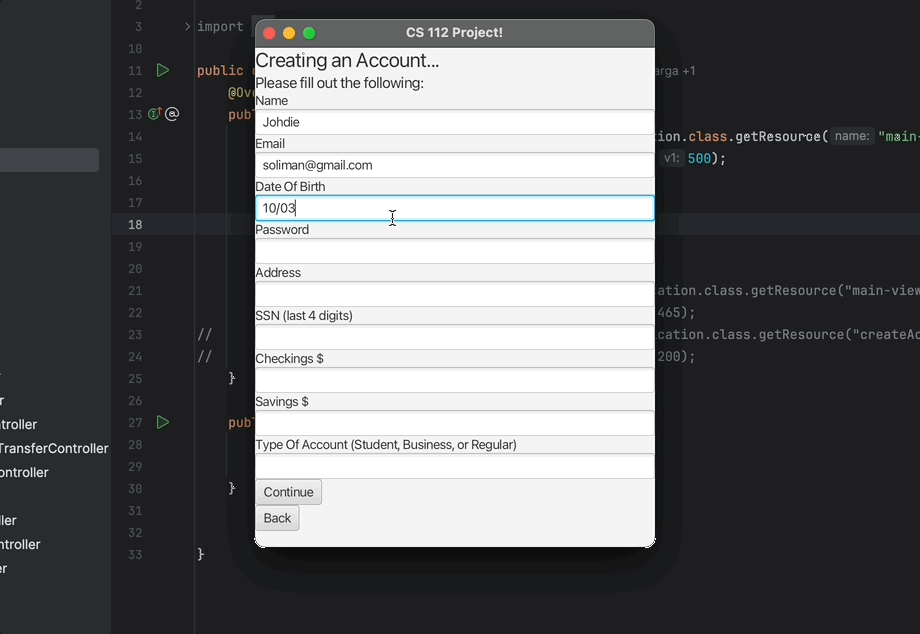 2
3 import
10
11 public arga +1
12 @Ove
13 pub
14 ion.class.getResource( name: "main-
15 v1: 500);
16
17
18
19
20
21 ation.class.getResource("main-view
22 465);
23 // cation.class.getResource("createAc
24 // 200);
25 }
26
27 pub
28
29
30 }
31
32
33 }
r
troller
TransferController
ontroller
ller
ntroller
er
CS 112 Project!
Creating an Account...
Please fill out the following:
Name
Johdie
Email
soliman@gmail.com
Date Of Birth
10/03
Password
Address
SSN (last 4 digits)
Checkings $
Savings $
Type Of Account (Student, Business, or Regular)
Continue
Back